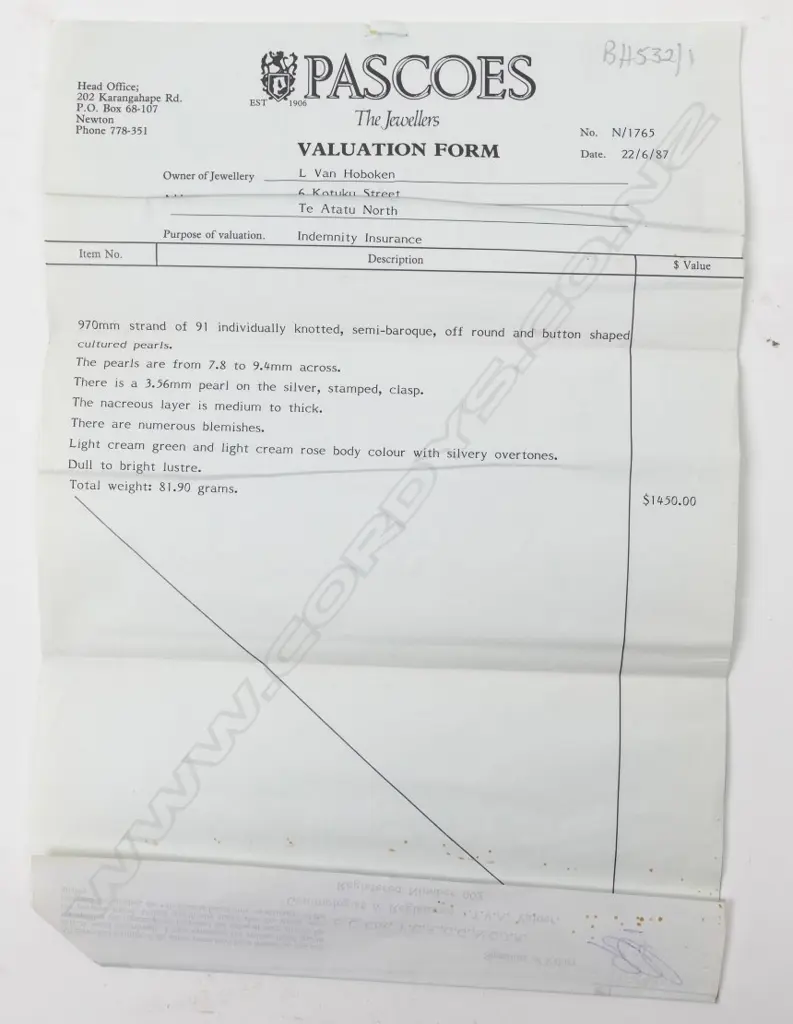 BH532/1
PASCOES
EST 1906
The Jewellers
VALUATION FORM
Head Office;
202 Karangahape Rd.
P.O. Box 68-107
Newton
Phone 778-351
No. N/1765
Date. 22/6/87
Owner of Jewellery L Van Hoboken
6 Kotuku Street
Te Atatu North
Purpose of valuation. Indemnity Insurance
Item No. Description $ Value
970mm strand of 91 individually knotted, semi-baroque, off round and button shaped
cultured pearls.
The pearls are from 7.8 to 9.4mm across.
There is a 3.56mm pearl on the silver, stamped, clasp.
The nacreous layer is medium to thick.
There are numerous blemishes.
Light cream green and light cream rose body colour with silvery overtones.
Dull to bright lustre.
Total weight: 81.90 grams.
$1450.00
WWW.CORDYS.CO.NZ
Registered Number 002